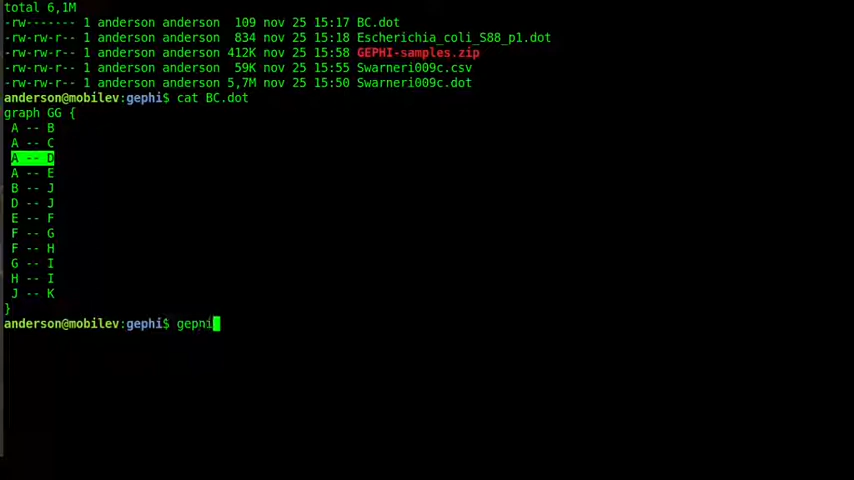 total 6,1M
-rw------- 1 anderson anderson  109 nov 25 15:17 BC.dot
-rw-rw-r-- 1 anderson anderson  834 nov 25 15:18 Escherichia_coli_S88_p1.dot
-rw-rw-r-- 1 anderson anderson 412K nov 25 15:58 GEPHI-samples.zip
-rw-rw-r-- 1 anderson anderson  59K nov 25 15:55 Swarneri009c.csv
-rw-rw-r-- 1 anderson anderson 5,7M nov 25 15:50 Swarneri009c.dot
anderson@mobilev:gephi$ cat BC.dot
graph GG {
A -- B
A -- C
A -- D
A -- E
B -- J
D -- J
E -- F
F -- G
F -- H
G -- I
H -- I
J -- K
}
anderson@mobilev:gephi$ gephi